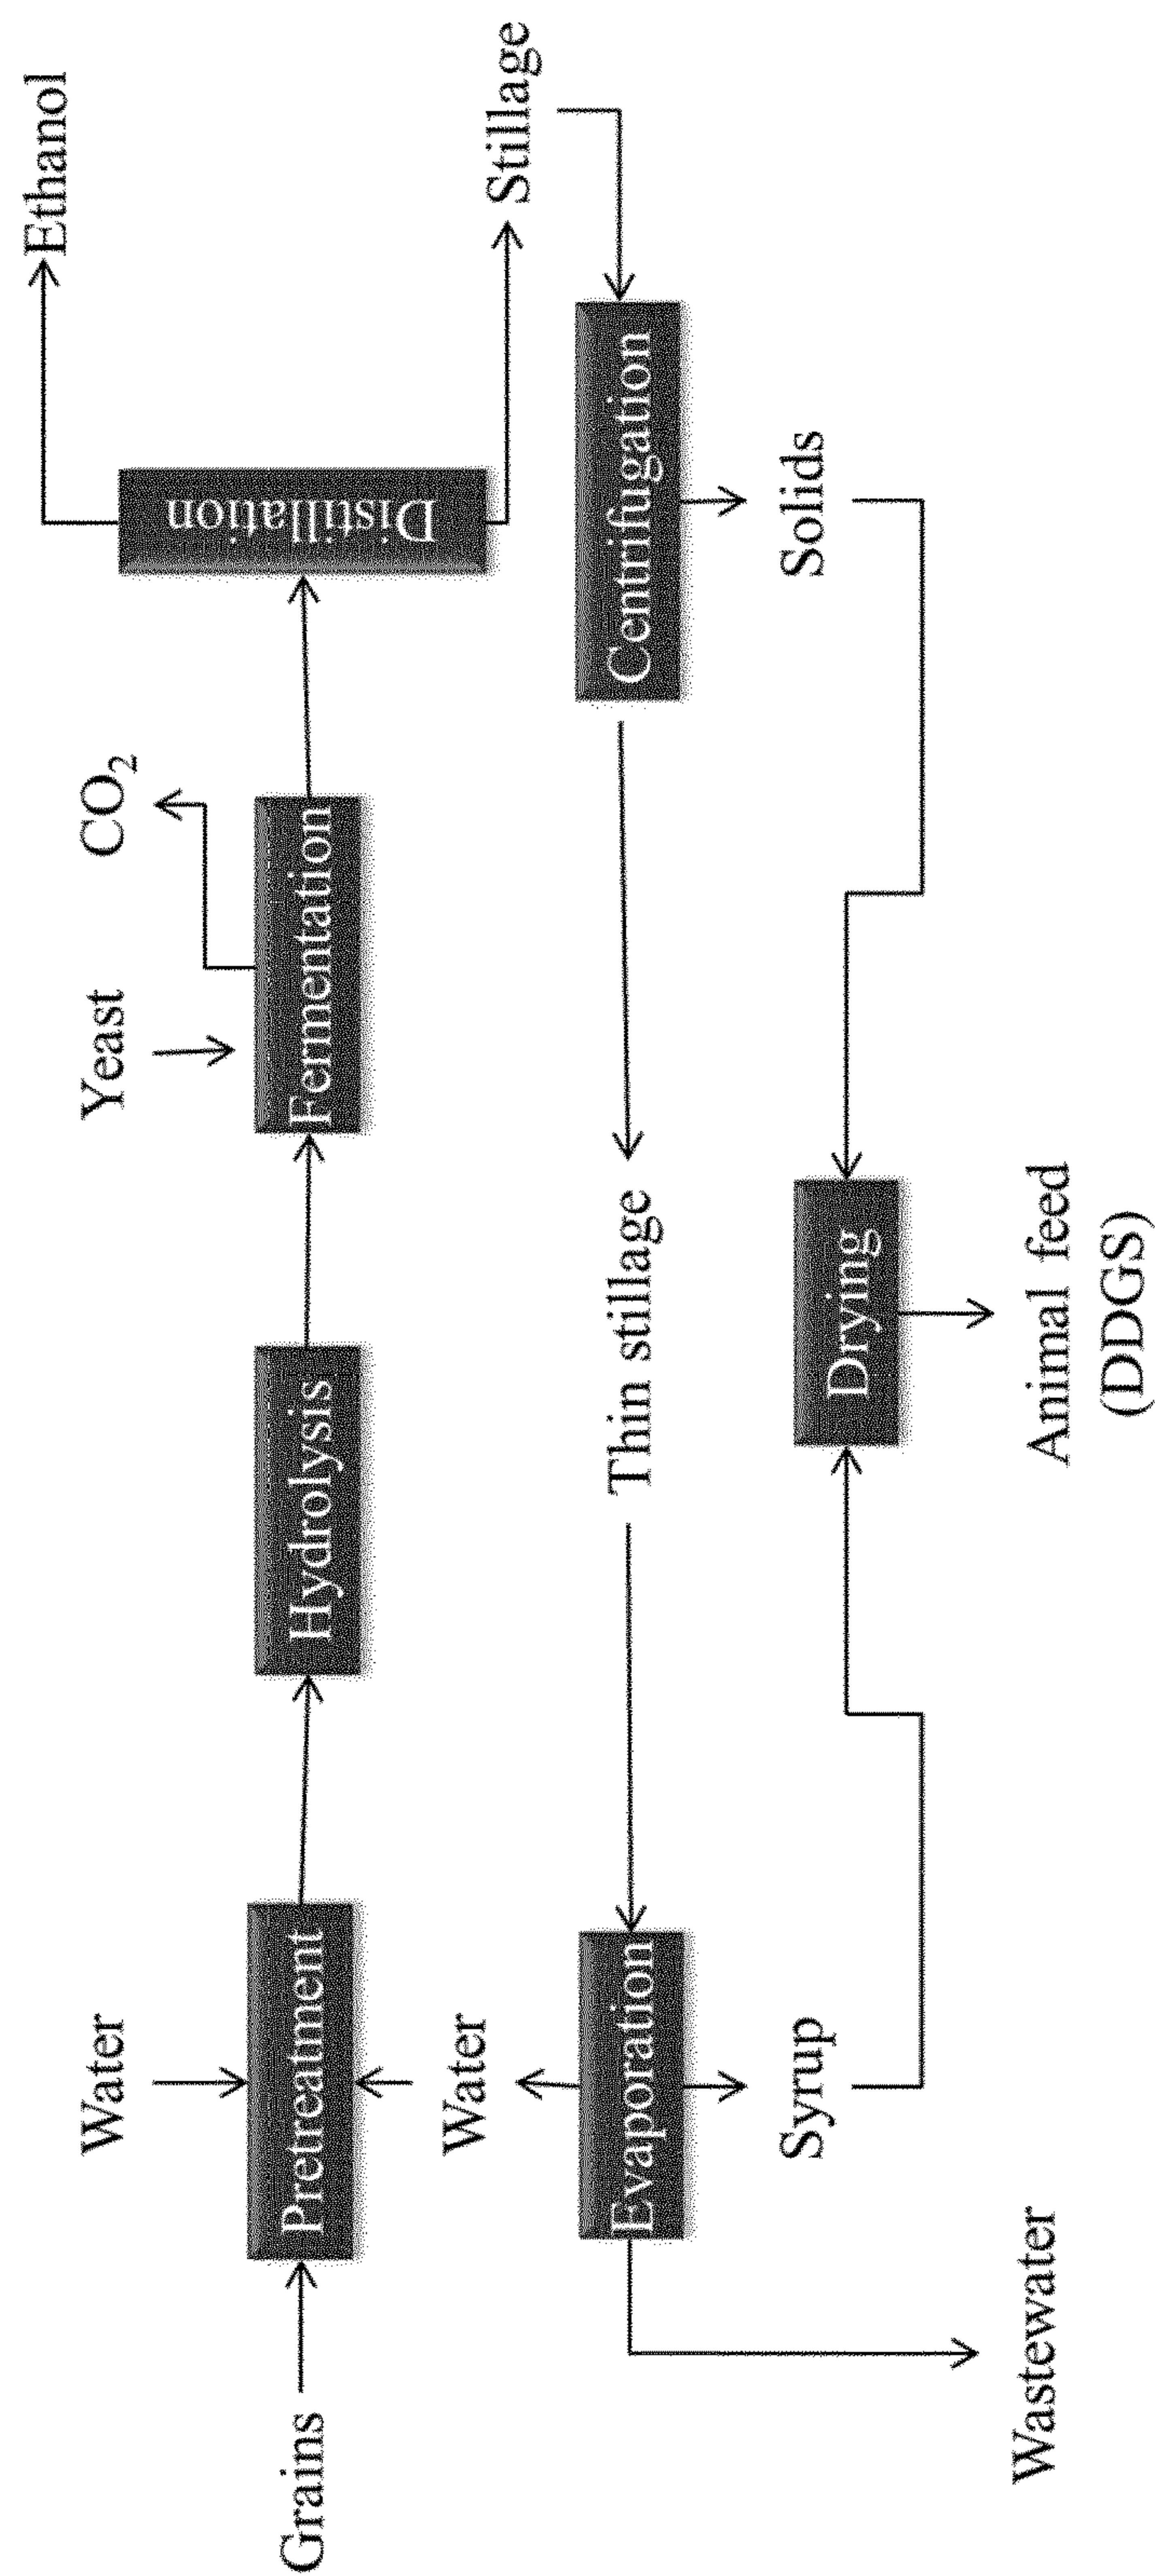 Ethanol
Water
Yeast
CO₂
Distillation
Grains
Pretreatment
Hydrolysis
Fermentation
Stillage
Water
Evaporation
Thin stillage
Centrifugation
Syrup
Drying
Solids
Wastewater
Animal feed
(DDGS)